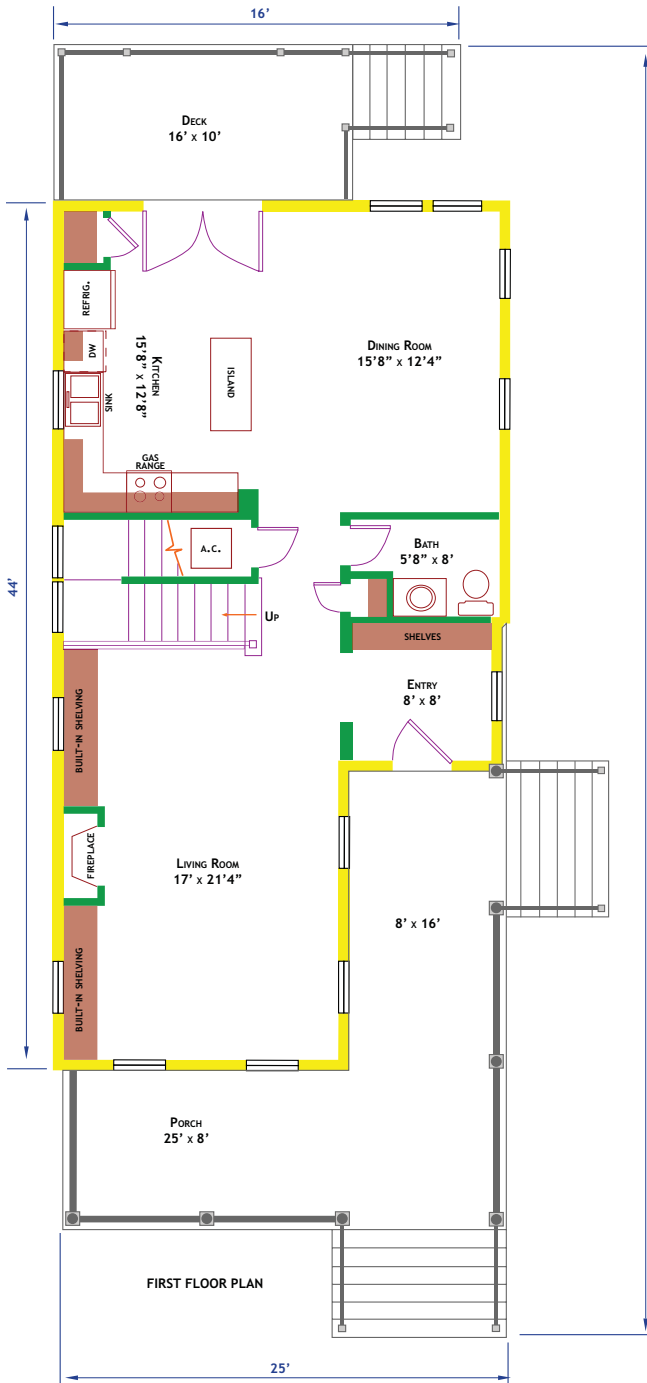 16'
DECK
16' x 10'
REFRIG.
DW
SINK
KITCHEN
15'8" x 12'8"
ISLAND
DINING ROOM
15'8" x 12'4"
GAS
RANGE
A.C.
BATH
5'8" x 8'
44'
UP
SHELVES
ENTRY
8' x 8'
BUILT-IN SHELVING
FIREPLACE
LIVING ROOM
17' x 21'4"
8' x 16'
BUILT-IN SHELVING
PORCH
25' x 8'
FIRST FLOOR PLAN
25'